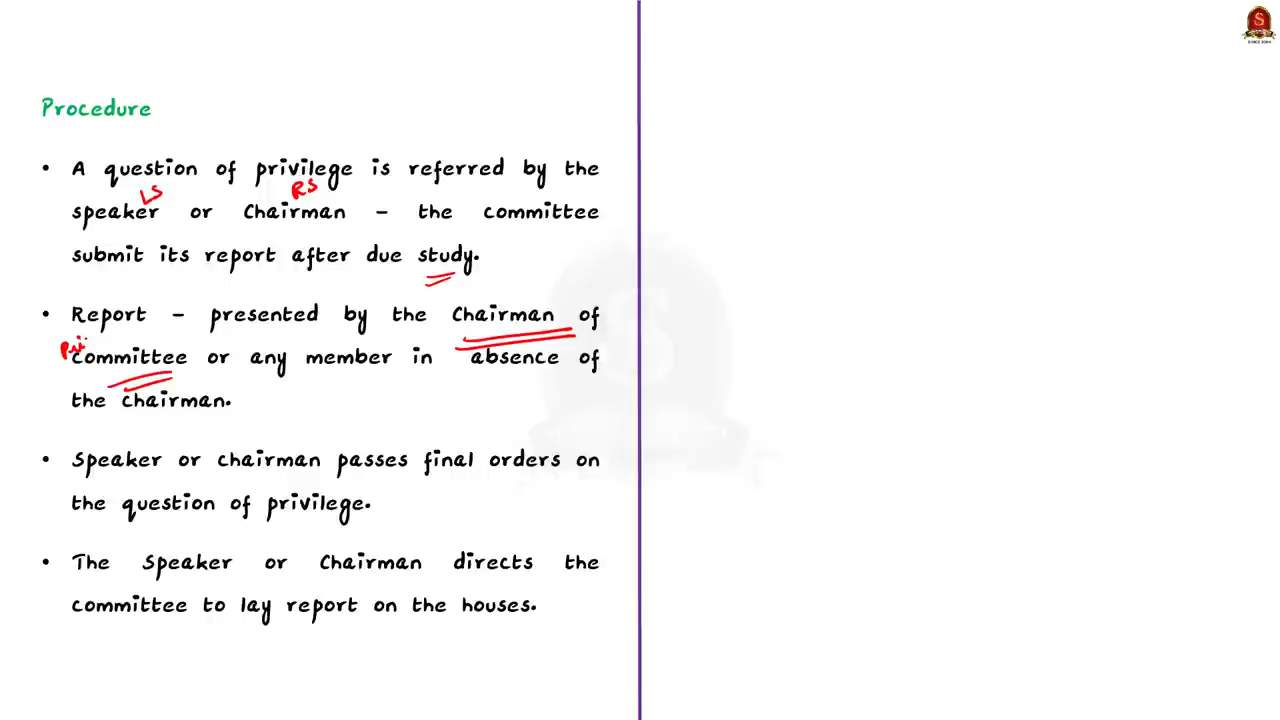 Procedure
• A question of privilege is referred by the
LS RS
speaker or Chairman – the committee
submit its report after due study.
• Report – presented by the Chairman of
Pri:
committee or any member in absence of
the chairman.
• Speaker or chairman passes final orders on
the question of privilege.
• The Speaker or Chairman directs the
committee to lay report on the houses.
S
SINCE 2004